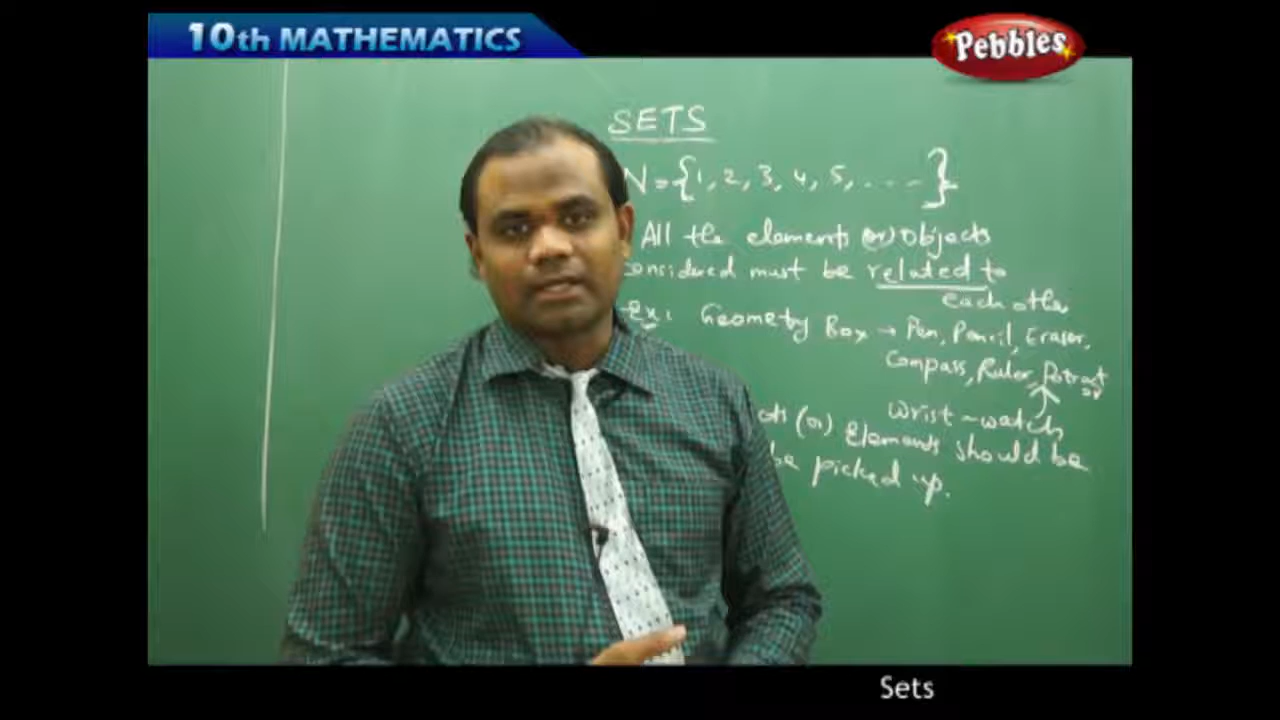 10th MATHEMATICS
Pebbles
SETS
N = {1, 2, 3, 4, 5, . . . . }
All the elements (or) Objects
considered must be related to
each other
Ex: Geometry Box → Pen, Pencil, Eraser,
Compass, Ruler,
Wrist-watch
(or) Elements should be
be picked up.
Sets